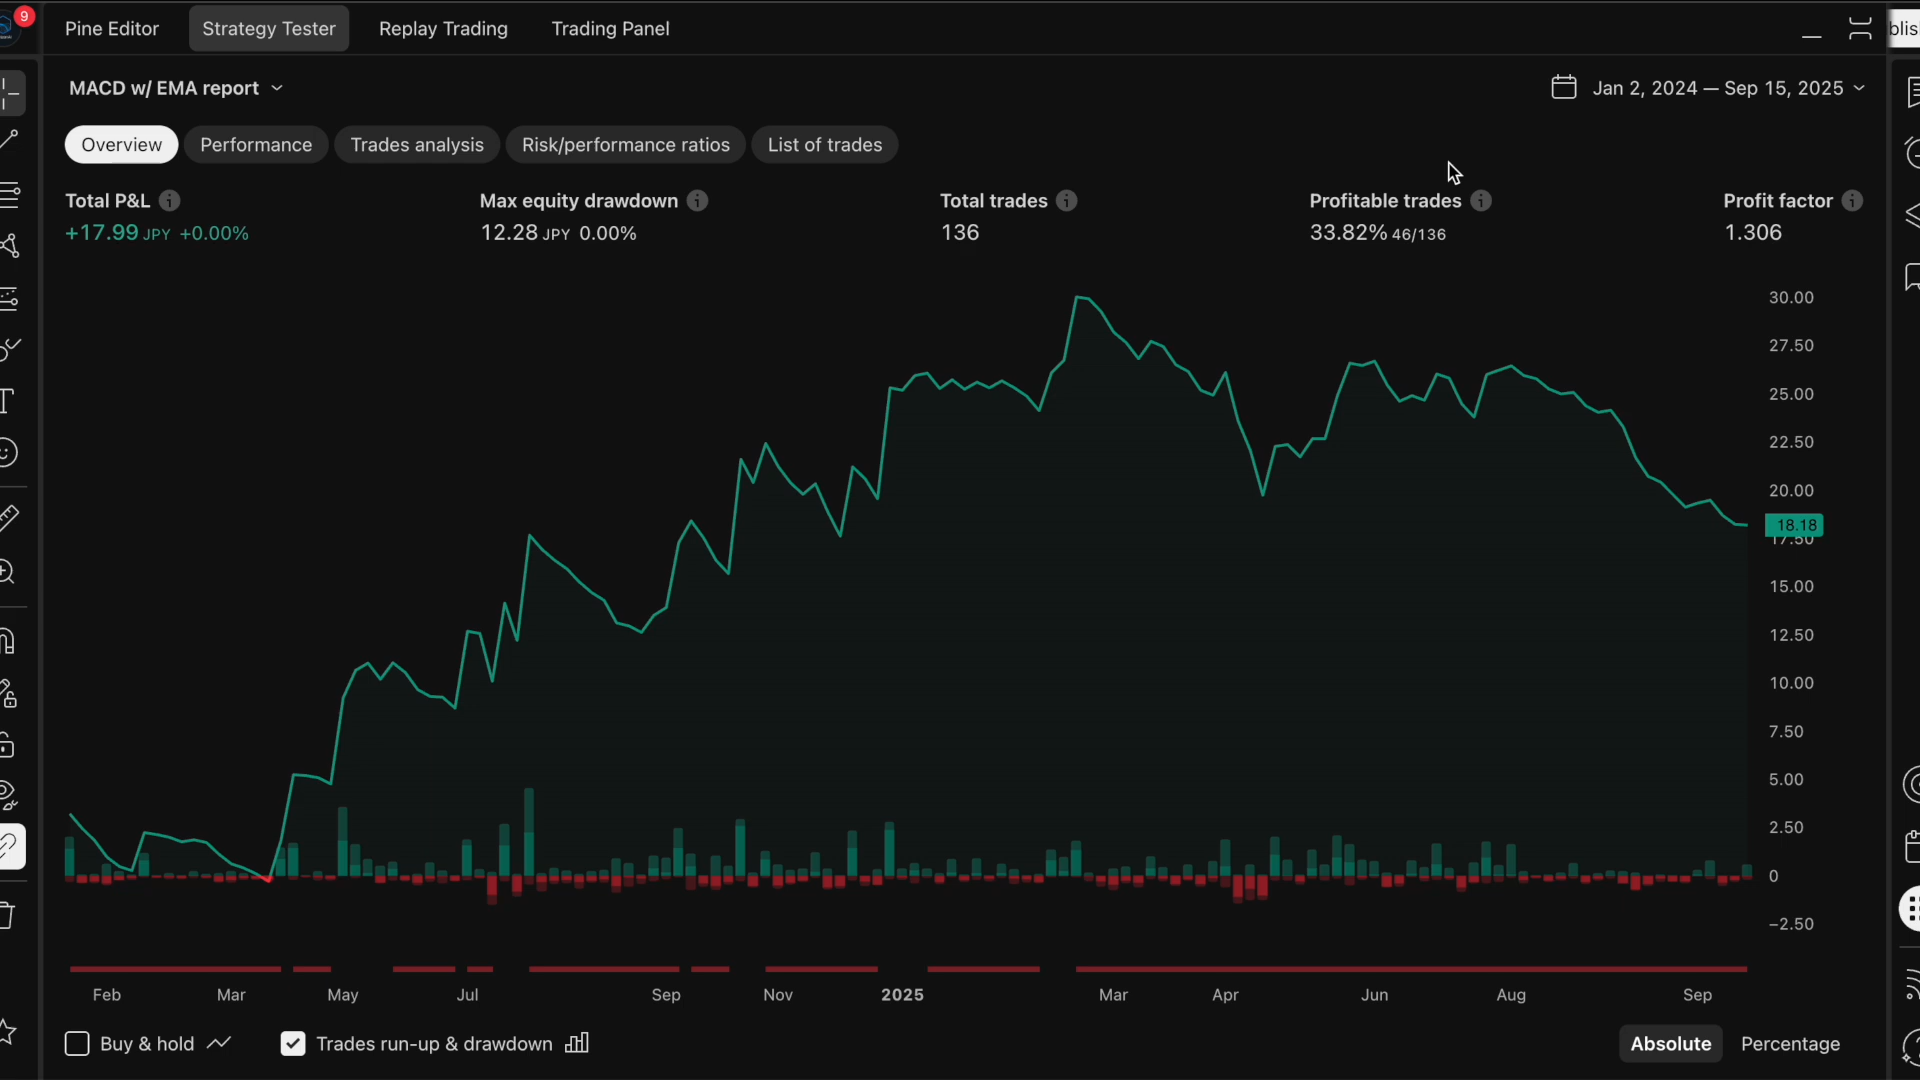 9
Pine Editor Strategy Tester Replay Trading Trading Panel
blis
MACD w/ EMA report
Jan 2, 2024 — Sep 15, 2025
Overview Performance Trades analysis Risk/performance ratios List of trades
Total P&L Max equity drawdown Total trades Profitable trades Profit factor
+17.99 JPY +0.00% 12.28 JPY 0.00% 136 33.82% 46/136 1.306
30.00
27.50
25.00
22.50
20.00
18.18
17.50
15.00
12.50
10.00
7.50
5.00
2.50
0
−2.50
Feb Mar May Jul Sep Nov 2025 Mar Apr Jun Aug Sep
Buy & hold Trades run-up & drawdown Absolute Percentage